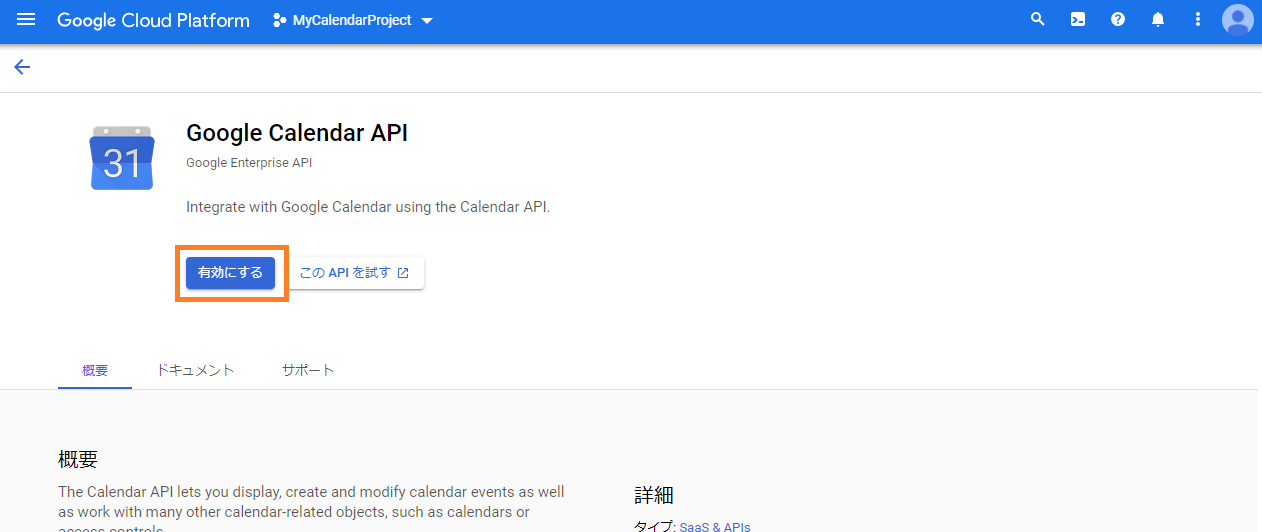 Google Cloud Platform MyCalendarProject
Google Calendar API
31
Google Enterprise API
Integrate with Google Calendar using the Calendar API.
有効にする この API を試す
概要 ドキュメント サポート
概要
The Calendar API lets you display, create and modify calendar events as well
as work with many other calendar-related objects, such as calendars or
access controls.
詳細
タイプ: SaaS & APIs